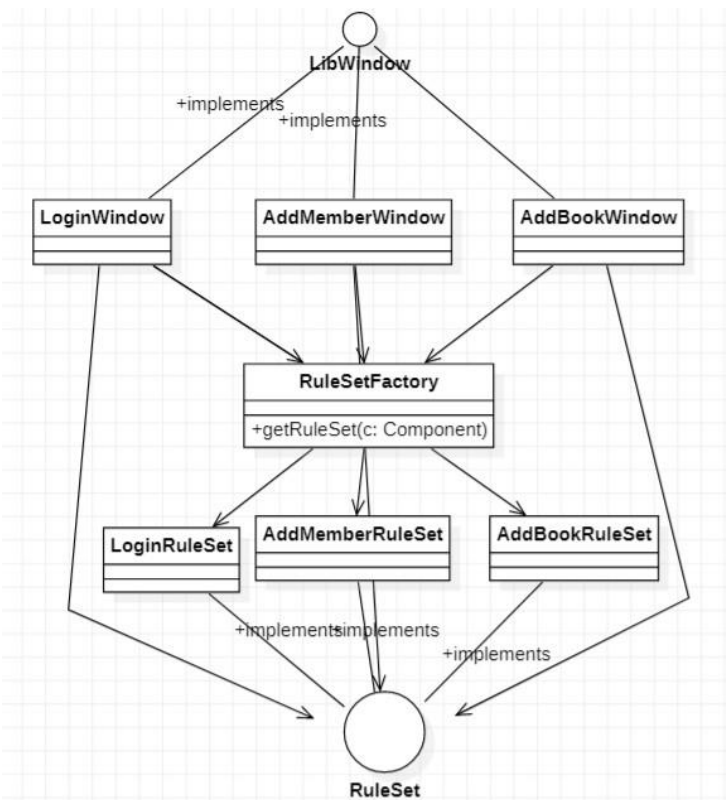 LibWindow
+implements
+implements
LoginWindow
AddMemberWindow
AddBookWindow
RuleSetFactory
+getRuleSet(c: Component)
LoginRuleSet
AddMemberRuleSet
AddBookRuleSet
+implements
+implements
+implements
RuleSet